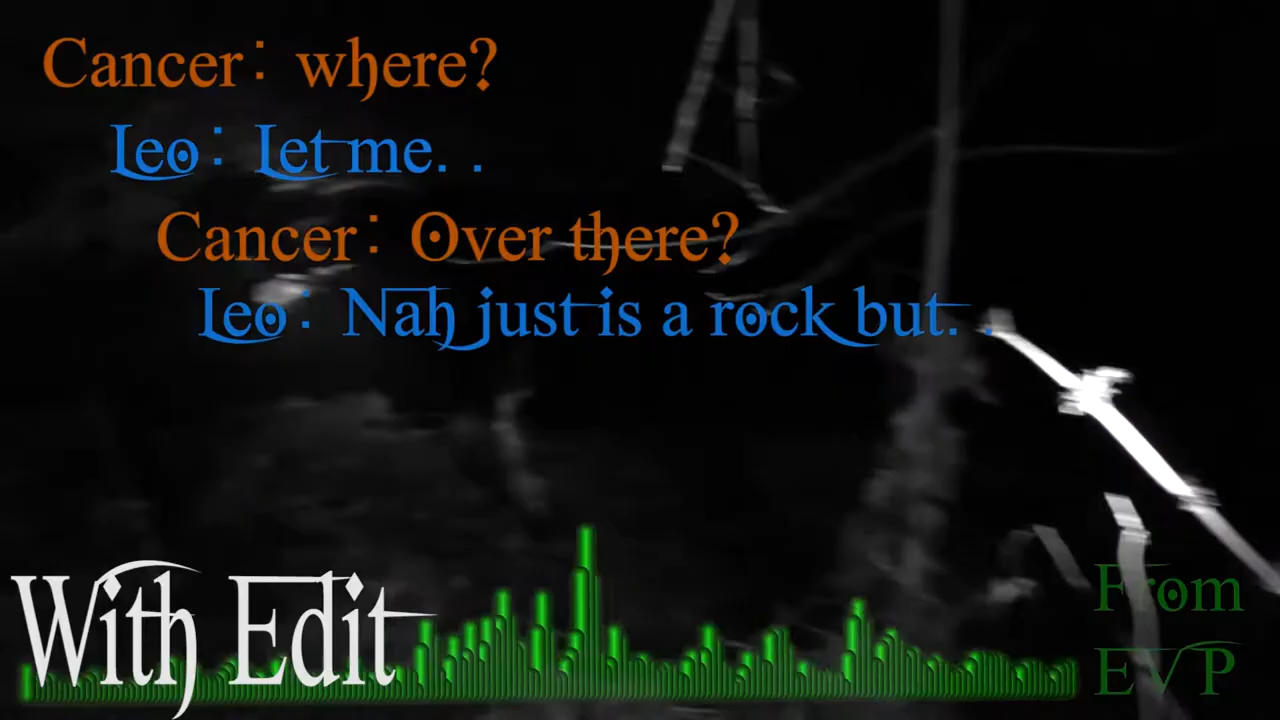 Cancer: where?
Leo: Let me. .
Cancer: Over there?
Leo: Nah just is a rock but. .
With Edit
From
EVP